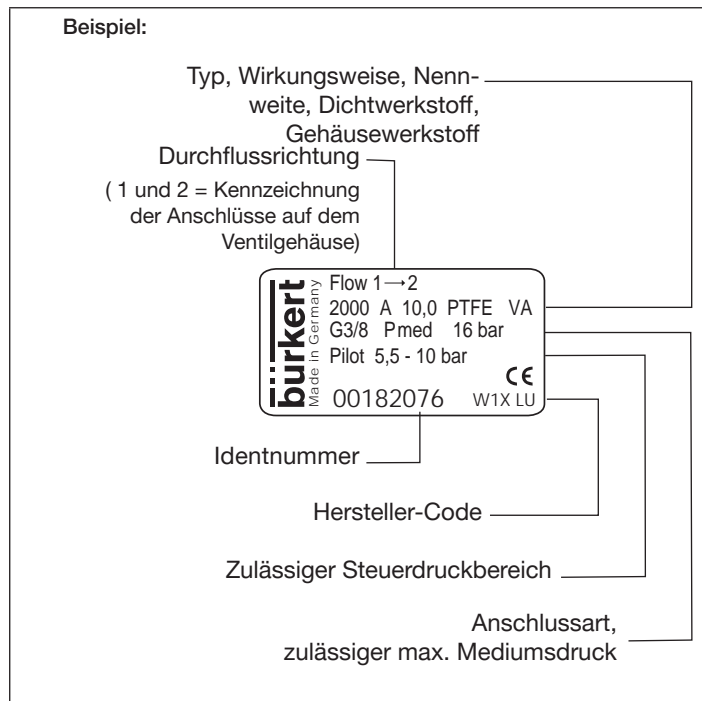 Beispiel:
Typ, Wirkungsweise, Nenn-
weite, Dichtwerkstoff,
Gehäusewerkstoff
Durchflussrichtung
( 1 und 2 = Kennzeichnung
der Anschlüsse auf dem
Ventilgehäuse)
bürkert
Made in Germany
Flow 1→2
2000 A 10,0 PTFE VA
G3/8 Pmed 16 bar
Pilot 5,5 - 10 bar
CE
00182076 W1X LU
Identnummer
Hersteller-Code
Zulässiger Steuerdruckbereich
Anschlussart,
zulässiger max. Mediumsdruck